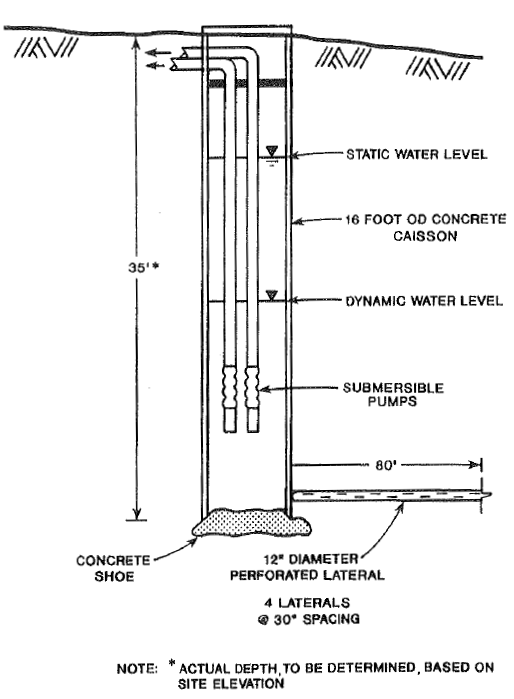 STATIC WATER LEVEL
16 FOOT OD CONCRETE
CAISSON
35'*
DYNAMIC WATER LEVEL
SUBMERSIBLE
PUMPS
80'
CONCRETE
SHOE
12" DIAMETER
PERFORATED LATERAL
4 LATERALS
@ 30° SPACING
NOTE: * ACTUAL DEPTH, TO BE DETERMINED, BASED ON
SITE ELEVATION